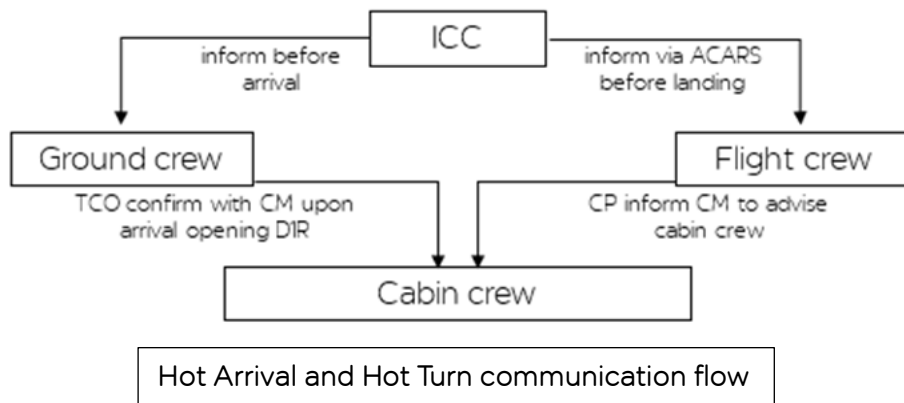 ICC
inform before
arrival
inform via ACARS
before landing
Ground crew
Flight crew
TCO confirm with CM upon
arrival opening D1R
CP inform CM to advise
cabin crew
Cabin crew
Hot Arrival and Hot Turn communication flow